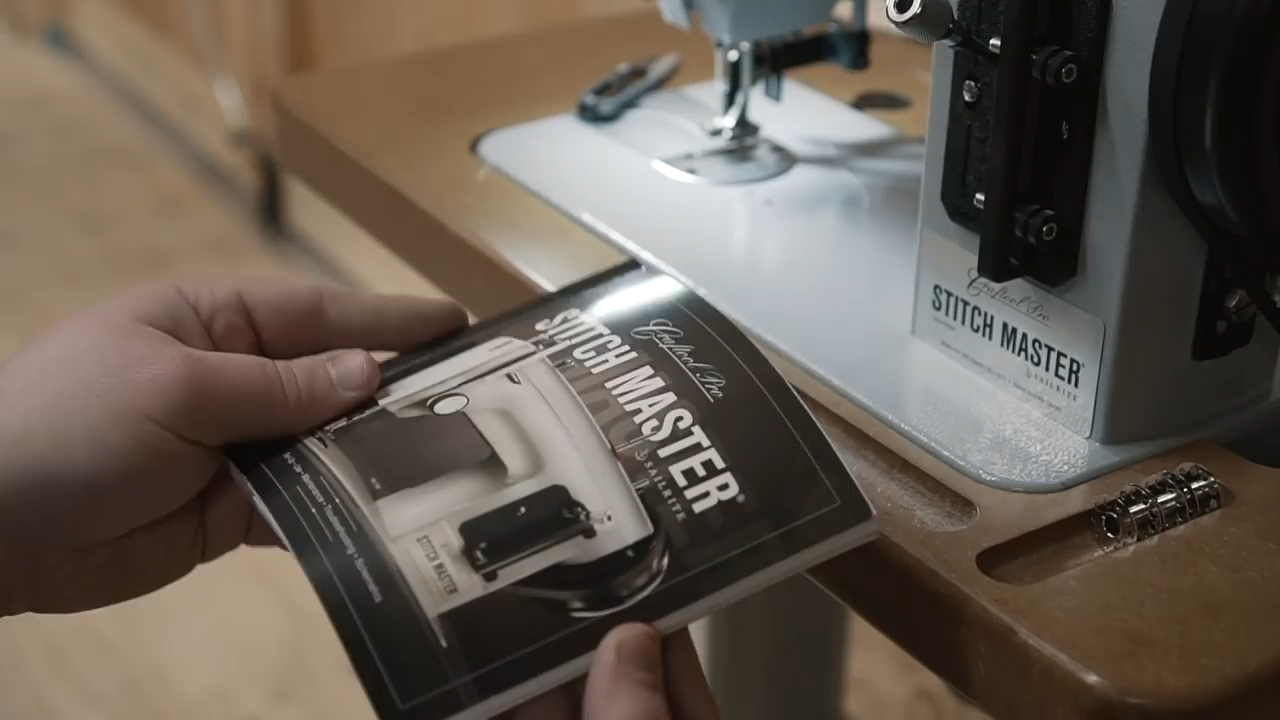 Craftool Pro
STITCH MASTER®
SAILRITE
STITCH MASTER
Craftool Pro
STITCH MASTER®
SAILRITE